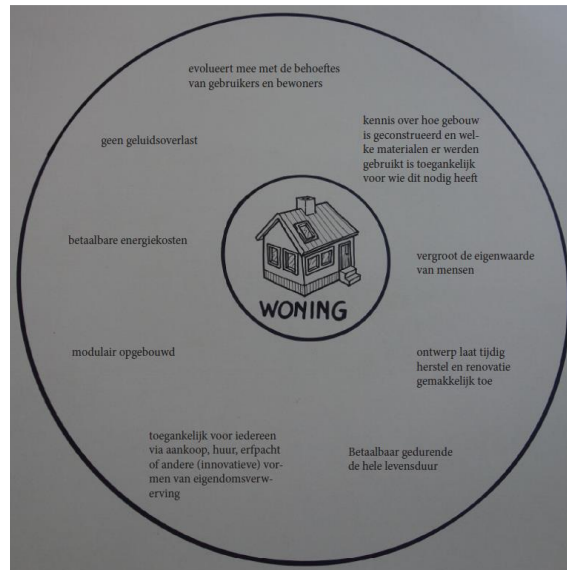 evolueert mee met de behoeftes
van gebruikers en bewoners
kennis over hoe gebouw
is geconstrueerd en wel-
ke materialen er werden
gebruikt is toegankelijk
voor wie dit nodig heeft
geen geluidsoverlast
betaalbare energiekosten
vergroot de eigenwaarde
van mensen
WONING
modulair opgebouwd
ontwerp laat tijdig
herstel en renovatie
gemakkelijk toe
toegankelijk voor iedereen
via aankoop, huur, erfpacht
of andere (innovatieve) vor-
men van eigendomsverw-
erving
Betaalbaar gedurende
de hele levensduur